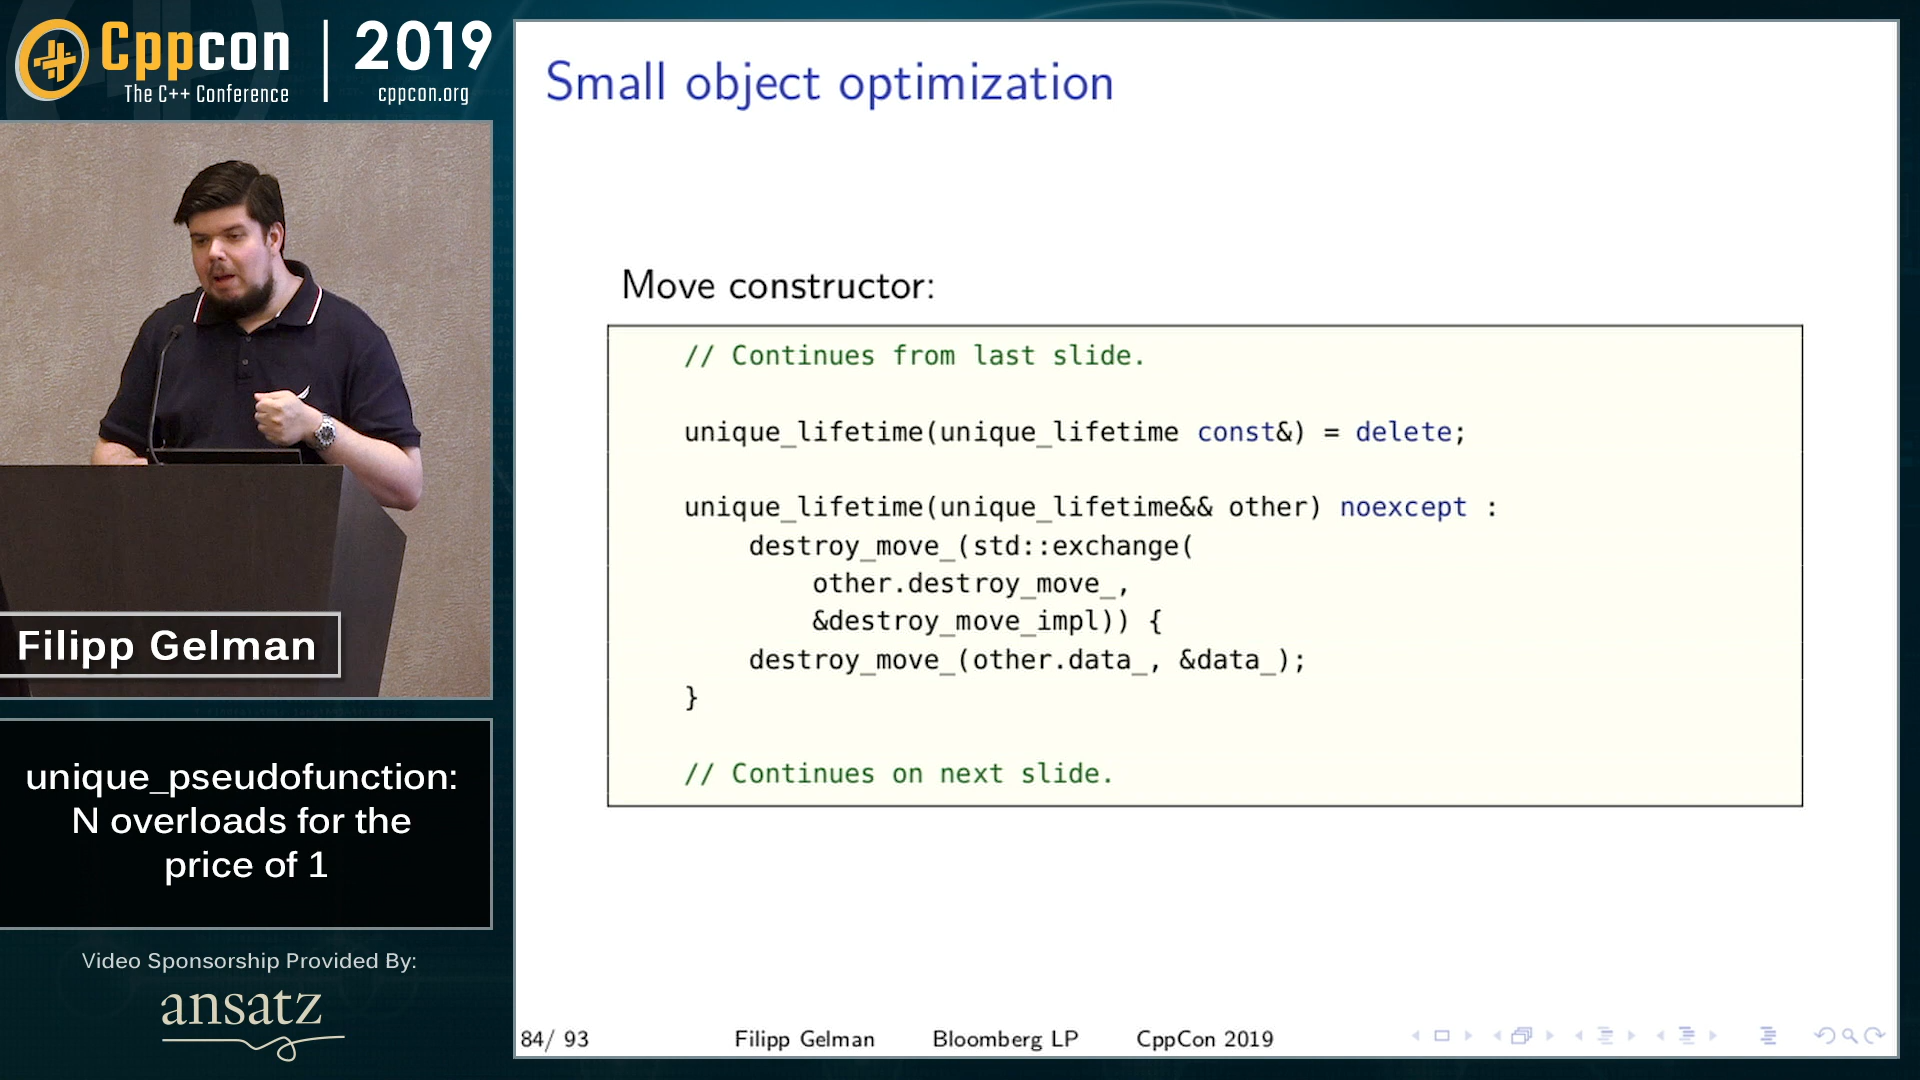 Cppcon
The C++ Conference
2019
cppcon.org
Filipp Gelman
unique_pseudofunction:
N overloads for the
price of 1
Video Sponsorship Provided By:
ansatz
Small object optimization
Move constructor:
// Continues from last slide.
unique_lifetime(unique_lifetime const&) = delete;
unique_lifetime(unique_lifetime&& other) noexcept :
destroy_move_(std::exchange(
other.destroy_move_,
&destroy_move_impl)) {
destroy_move_(other.data_, &data_);
}
// Continues on next slide.
84/ 93 Filipp Gelman Bloomberg LP CppCon 2019